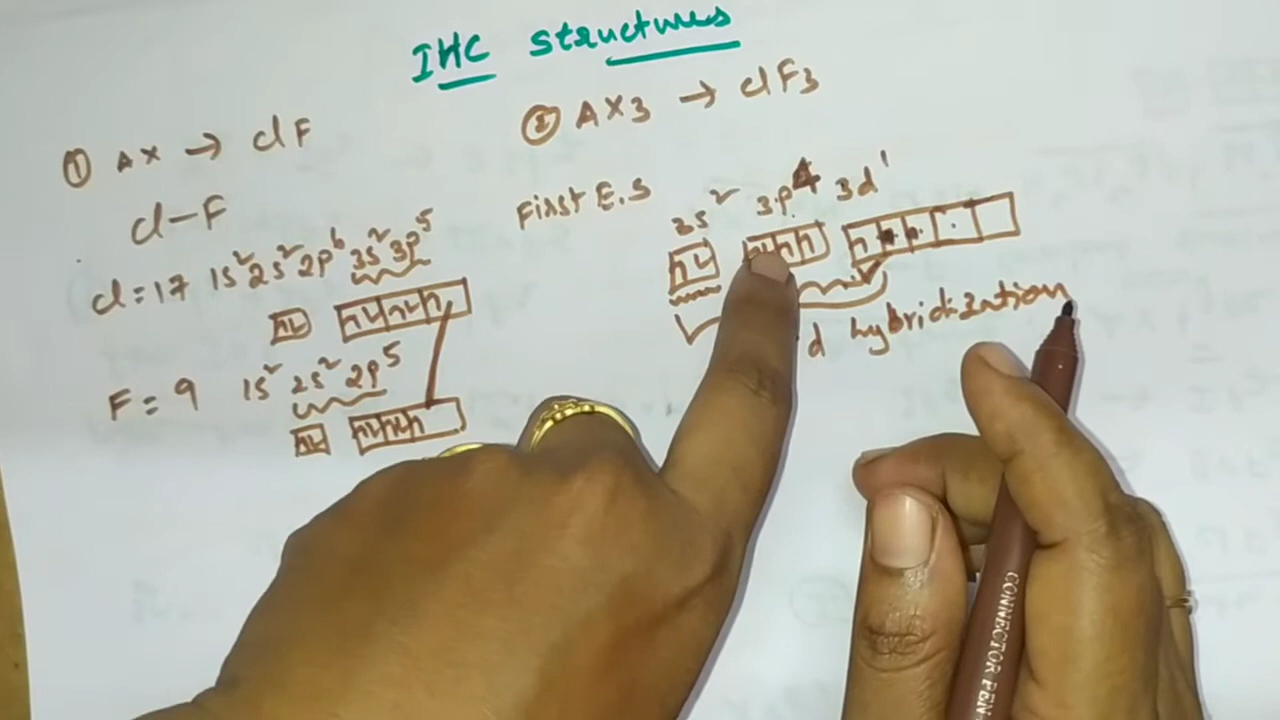 IHC structures
① AX → ClF
Cl-F
Cl = 17 1s² 2s² 2p⁶ 3s² 3p⁵
F = 9 1s² 2s² 2p⁵
② AX3 → ClF3
First E.S 3s² 3p⁴ 3d¹
d hybridization
CONNECTOR PEN